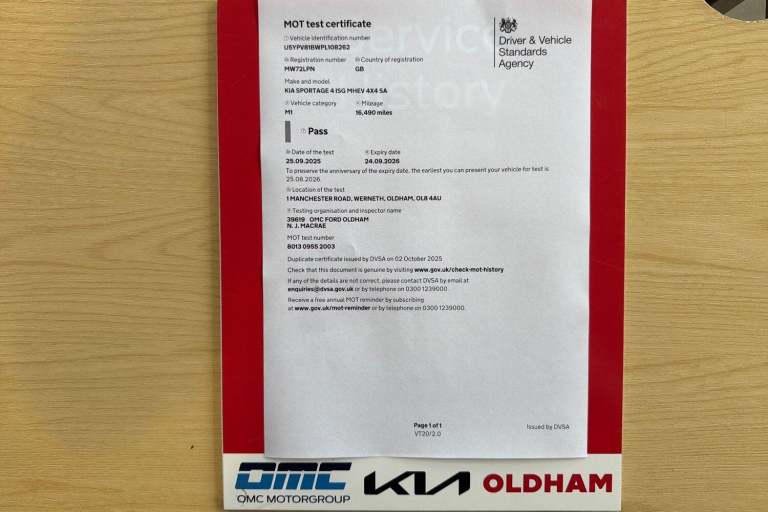 MOT test certificate
Driver & Vehicle
Standards
Agency
Vehicle identification number
U5YPV81BWPL108262
Registration number Country of registration
MW72LPN GB
Make and model
KIA SPORTAGE 4 ISG MHEV 4X4 SA
Vehicle category Mileage
M1 16,490 miles
Pass
Date of the test Expiry date
25.09.2025 24.09.2026
To preserve the anniversary of the expiry date, the earliest you can present your vehicle for test is
25.08.2026.
Location of the test
1 MANCHESTER ROAD, WERNETH, OLDHAM, OL8 4AU
Testing organisation and inspector name
39619 OMC FORD OLDHAM
N. J. MACRAE
MOT test number
8013 0955 2003
Duplicate certificate issued by DVSA on 02 October 2025
Check that this document is genuine by visiting www.gov.uk/check-mot-history
If any of the details are not correct, please contact DVSA by email at
enquiries@dvsa.gov.uk or by telephone on 0300 1239000.
Receive a free annual MOT reminder by subscribing
at www.gov.uk/mot-reminder or by telephone on 0300 1239000.
Page 1 of 1
VT20/2.0
Issued by DVSA
Service
History
OMC
OMC MOTORGROUP
KIA OLDHAM